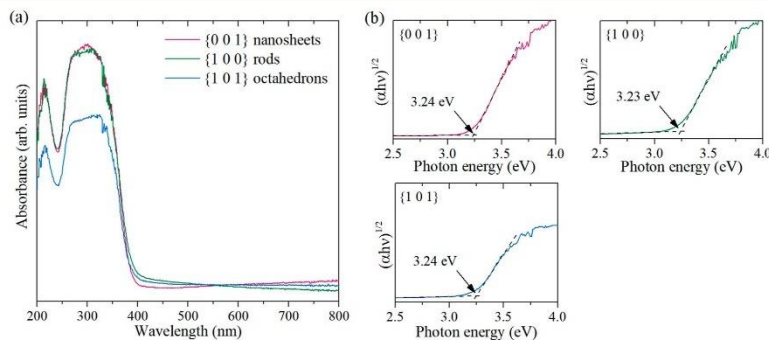 (a)
{0 0 1} nanosheets
{1 0 0} rods
{1 0 1} octahedrons
Absorbance (arb. units)
200 300 400 500 600 700 800
Wavelength (nm)
(b)
{0 0 1}
(αhν)1/2
3.24 eV
2.5 3.0 3.5 4.0
Photon energy (eV)
{1 0 0}
(αhν)1/2
3.23 eV
2.5 3.0 3.5 4.0
Photon energy (eV)
{1 0 1}
(αhν)1/2
3.24 eV
2.5 3.0 3.5 4.0
Photon energy (eV)